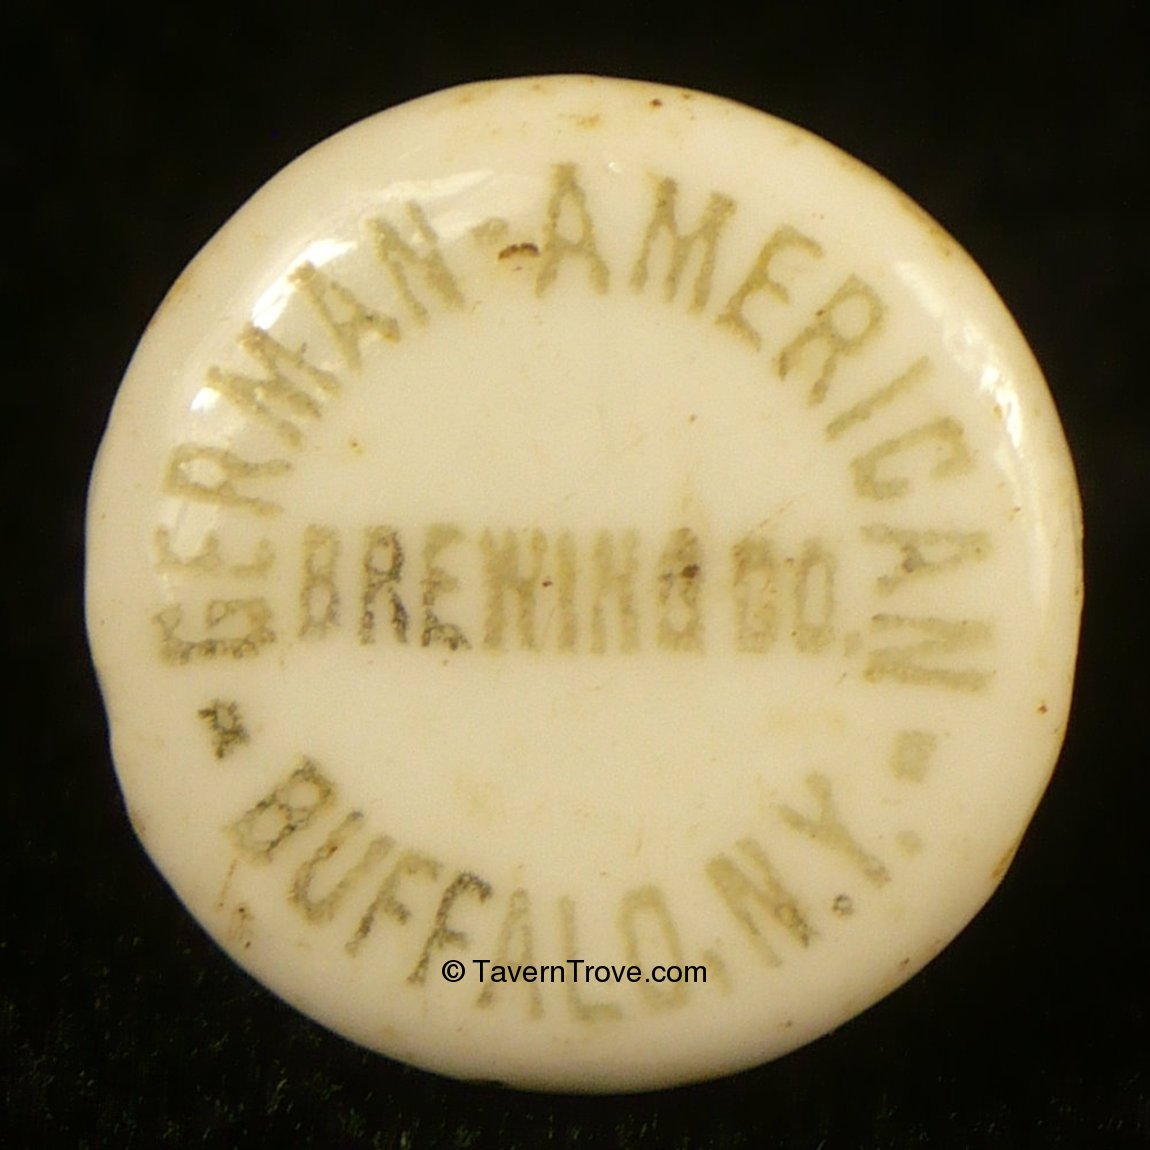 GERMAN-AMERICAN
BREWING CO.
BUFFALO, N.Y.
© TavernTrove.com